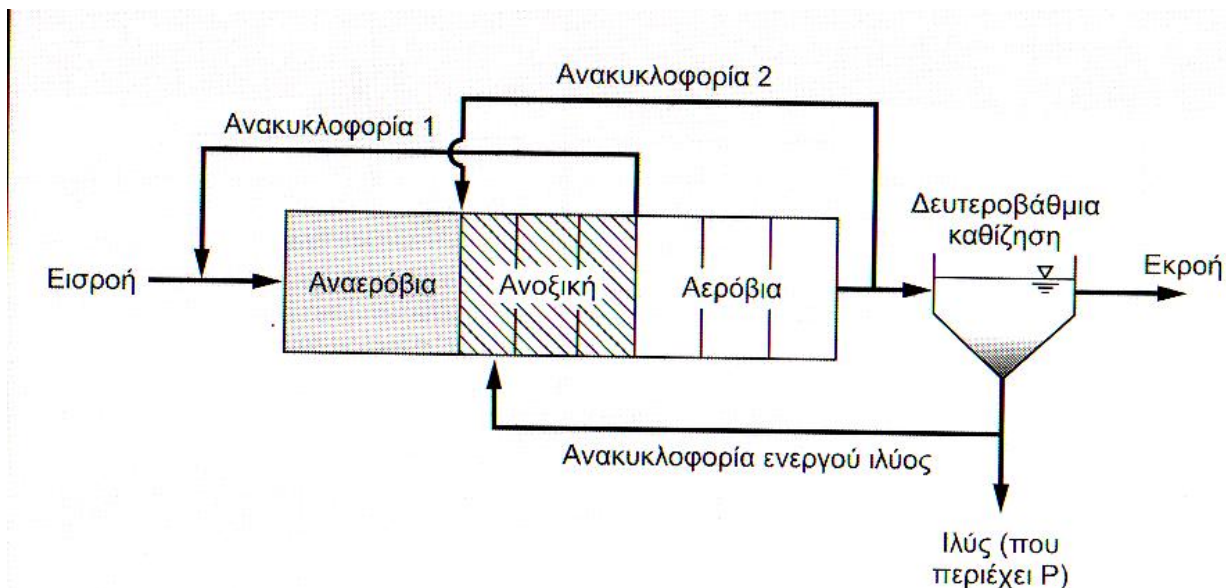 Ανακυκλοφορία 2
Ανακυκλοφορία 1
Δευτεροβάθμια
καθίζηση
Εισροή
Αναερόβια
Ανοξική
Αερόβια
Εκροή
Ανακυκλοφορία ενεργού ιλύος
Ιλύς (που
περιέχει P)